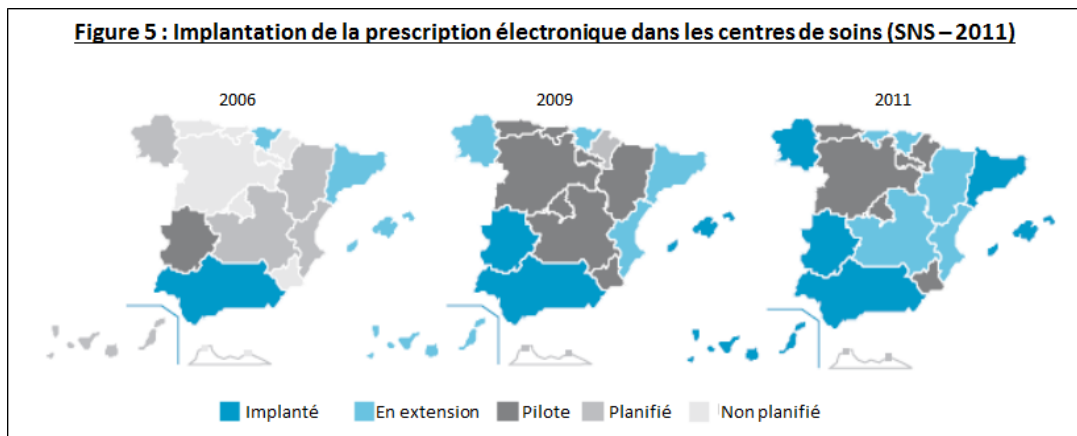 Figure 5 : Implantation de la prescription électronique dans les centres de soins (SNS – 2011)
2006 2009 2011
Implanté En extension Pilote Planifié Non planifié